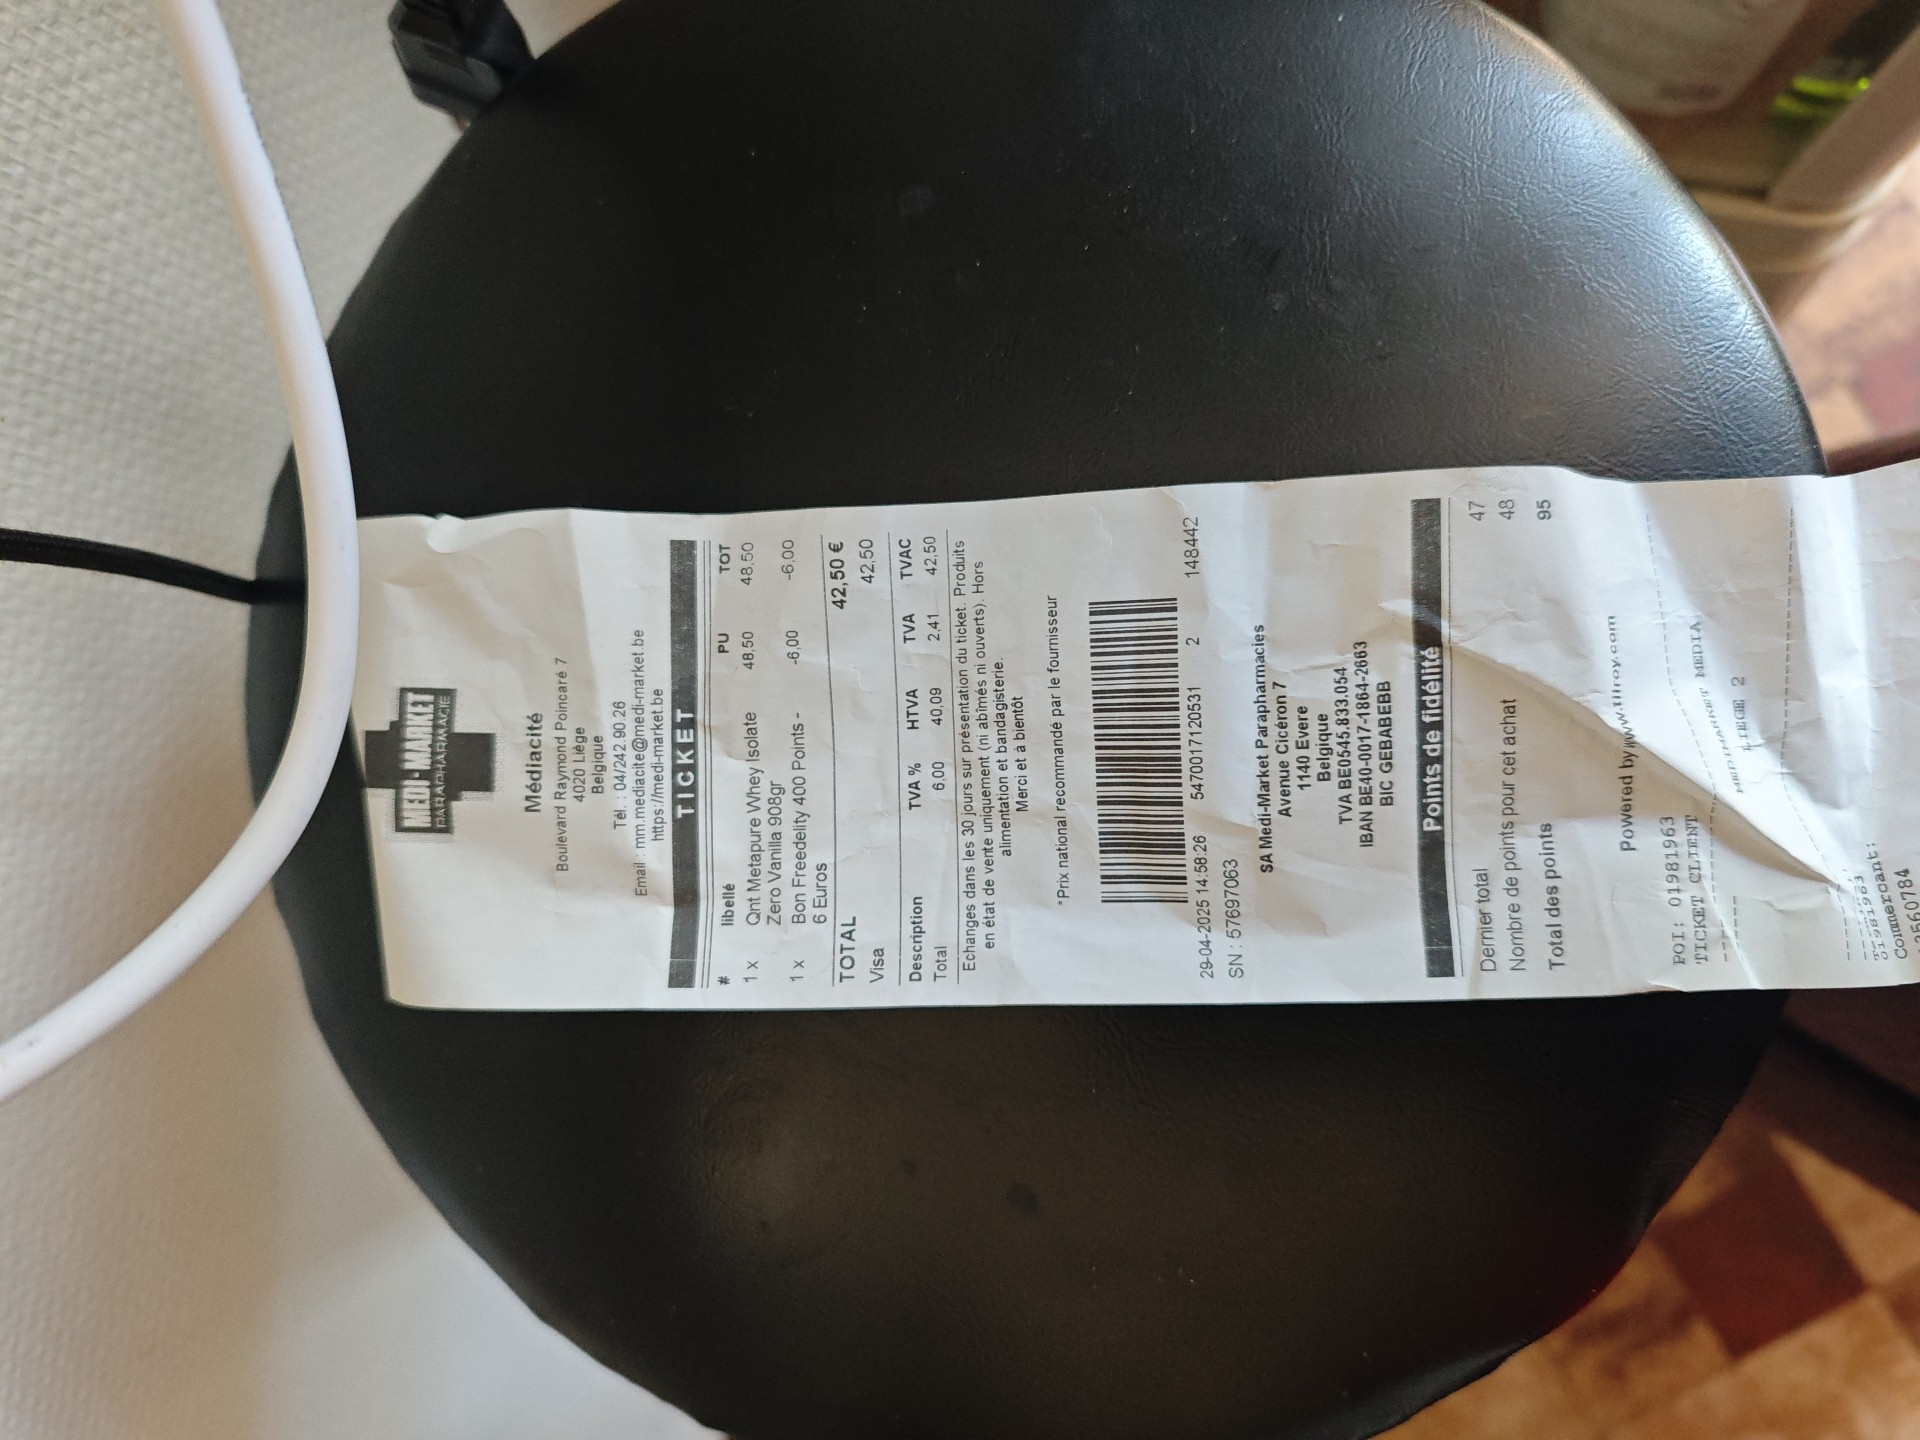 MEDI-MARKET
PARAPHARMACIE
Médiacité
Boulevard Raymond Poincaré 7
4020 Liège
Belgique
Tél. : 04/242.90.26
Email : mm.mediacite@medi-market.be
https://medi-market.be
TICKET
# libellé PU TOT
1 x Qnt Metapure Whey Isolate 48,50 48,50
Zero Vanilla 908gr
1 x Bon Freedelity 400 Points - -6,00 -6,00
6 Euros
TOTAL 42,50 €
Visa 42,50
Description TVA % HTVA TVA TVAC
Total 6,00 40,09 2,41 42,50
Echanges dans les 30 jours sur présentation du ticket. Produits
en état de vente uniquement (ni abîmés ni ouverts). Hors
alimentation et bandagisterie.
Merci et à bientôt
*Prix national recommandé par le fournisseur
29-04-2025 14:58:26 5470017120531 2 148442
SN : 57697063
SA Medi-Market Parapharmacies
Avenue Cicéron 7
1140 Evere
Belgique
TVA BE0545.833.054
IBAN BE40-0017-1864-2663
BIC GEBABEBB
Points de fidélité
Dernier total 47
Nombre de points pour cet achat 48
Total des points 95
Powered by www.tilroy.com
POI: 01981963
TICKET CLIENT
MEDIMARKET MEDIA
LIEGE 2
01981963
Commercant:
2560784